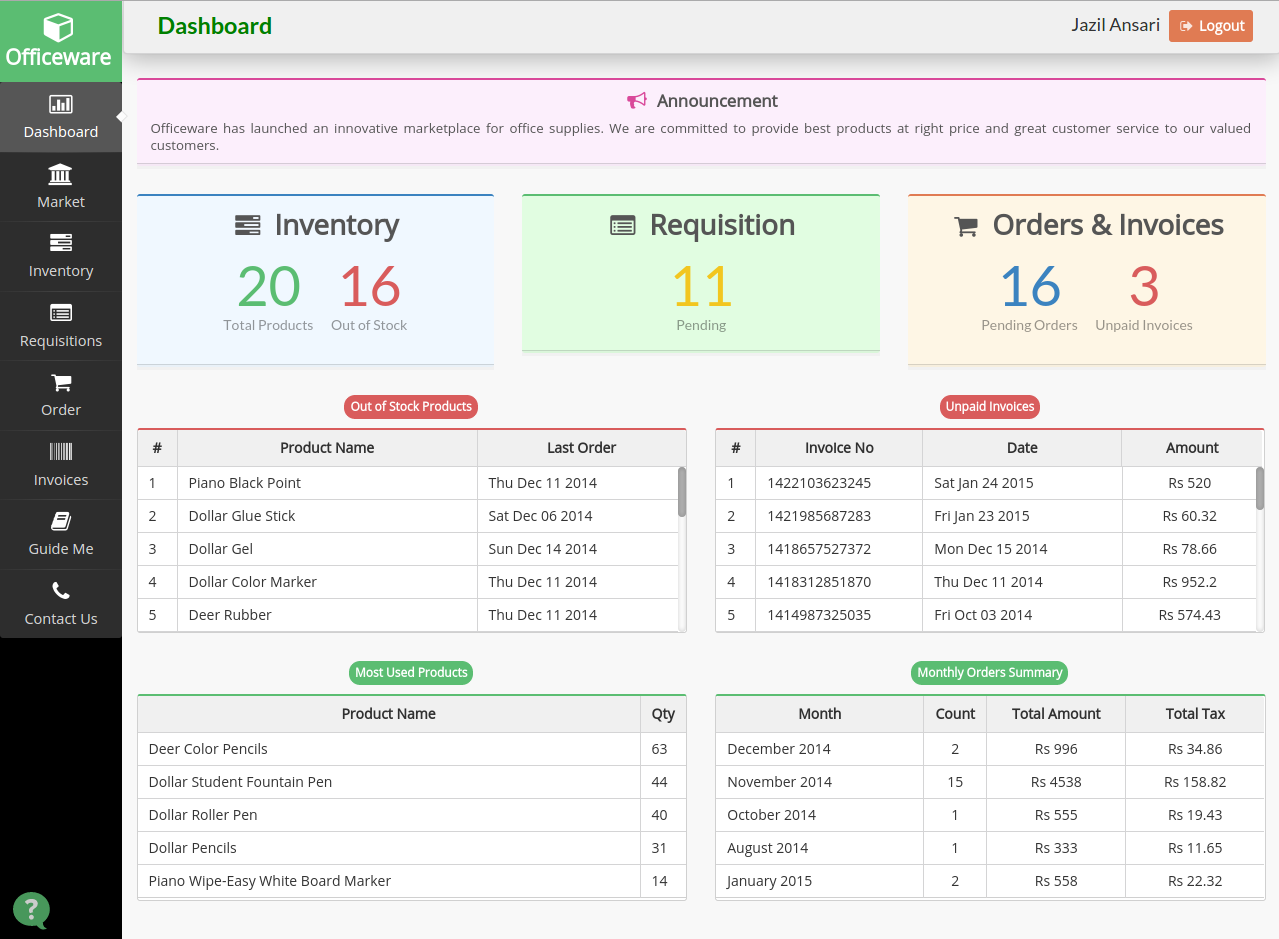 Officeware
Dashboard
Jazil Ansari
Logout
Dashboard
Market
Inventory
Requisitions
Order
Invoices
Guide Me
Contact Us
?
Announcement
Officeware has launched an innovative marketplace for office supplies. We are committed to provide best products at right price and great customer service to our valued
customers.
Inventory
20 16
Total Products Out of Stock
Requisition
11
Pending
Orders & Invoices
16 3
Pending Orders Unpaid Invoices
Out of Stock Products
# Product Name Last Order
1 Piano Black Point Thu Dec 11 2014
2 Dollar Glue Stick Sat Dec 06 2014
3 Dollar Gel Sun Dec 14 2014
4 Dollar Color Marker Thu Dec 11 2014
5 Deer Rubber Thu Dec 11 2014
Unpaid Invoices
# Invoice No Date Amount
1 1422103623245 Sat Jan 24 2015 Rs 520
2 1421985687283 Fri Jan 23 2015 Rs 60.32
3 1418657527372 Mon Dec 15 2014 Rs 78.66
4 1418312851870 Thu Dec 11 2014 Rs 952.2
5 1414987325035 Fri Oct 03 2014 Rs 574.43
Most Used Products
Product Name Qty
Deer Color Pencils 63
Dollar Student Fountain Pen 44
Dollar Roller Pen 40
Dollar Pencils 31
Piano Wipe-Easy White Board Marker 14
Monthly Orders Summary
Month Count Total Amount Total Tax
December 2014 2 Rs 996 Rs 34.86
November 2014 15 Rs 4538 Rs 158.82
October 2014 1 Rs 555 Rs 19.43
August 2014 1 Rs 333 Rs 11.65
January 2015 2 Rs 558 Rs 22.32